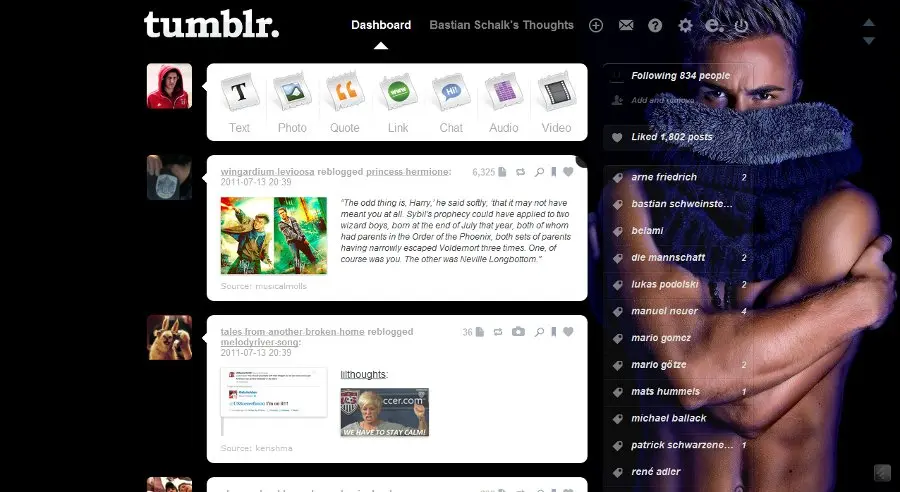 tumblr.
Dashboard
Bastian Schalk's Thoughts
Text
Photo
Quote
Link
Chat
Audio
Video
wingardium-levioosa reblogged princess-hermione:
6,325
2011-07-13 20:39
"The odd thing is, Harry,' he said softly, 'that it may not have
meant you at all. Sybil's prophecy could have applied to two
wizard boys, born at the end of July that year, both of whom
had parents in the Order of the Phoenix, both sets of parents
having narrowly escaped Voldemort three times. One, of
course was you. The other was Neville Longbottom."
Source: musicalmolls
tales-from-another-broken-home reblogged
melodyriver-song:
36
2011-07-13 20:39
lilthoughts:
ccer.com
WE HAVE TO STAY CALM!
Source: kenishma
Following 834 people
Add and remove
Liked 1,802 posts
arne friedrich 2
bastian schweinste...
belami
die mannschaft 2
lukas podolski 2
manuel neuer 4
mario gomez
mario götze 2
mats hummels 1
michael ballack
patrick schwarzene... 1
rené adler